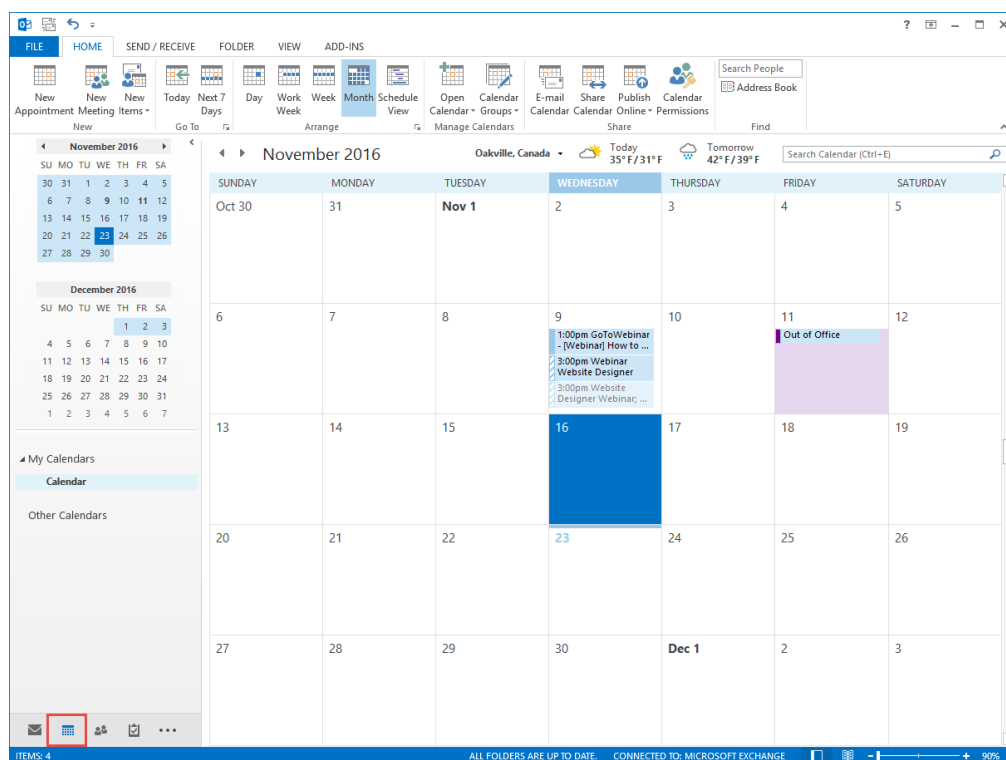 ?
FILE HOME SEND / RECEIVE FOLDER VIEW ADD-INS
New Appointment
New Meeting
New Items
Today
Next 7 Days
Day
Work Week
Week
Month
Schedule View
Open Calendar
Calendar Groups
E-mail Calendar
Share Calendar
Publish Online
Calendar Permissions
Search People
Address Book
New Go To Arrange Manage Calendars Share Find
November 2016
SU MO TU WE TH FR SA
30 31 1 2 3 4 5
6 7 8 9 10 11 12
13 14 15 16 17 18 19
20 21 22 23 24 25 26
27 28 29 30
December 2016
SU MO TU WE TH FR SA
1 2 3
4 5 6 7 8 9 10
11 12 13 14 15 16 17
18 19 20 21 22 23 24
25 26 27 28 29 30 31
1 2 3 4 5 6 7
My Calendars
Calendar
Other Calendars
November 2016
Oakville, Canada
Today
35°F/31°F
Tomorrow
42°F/39°F
Search Calendar (Ctrl+E)
SUNDAY MONDAY TUESDAY WEDNESDAY THURSDAY FRIDAY SATURDAY
Oct 30 31 Nov 1 2 3 4 5
6 7 8 9 10 11 12
1:00pm GoToWebinar
- [Webinar] How to ...
3:00pm Webinar
Website Designer
3:00pm Website
Designer Webinar; ...
Out of Office
13 14 15 16 17 18 19
20 21 22 23 24 25 26
27 28 29 30 Dec 1 2 3
ITEMS: 4 ALL FOLDERS ARE UP TO DATE. CONNECTED TO: MICROSOFT EXCHANGE 90%